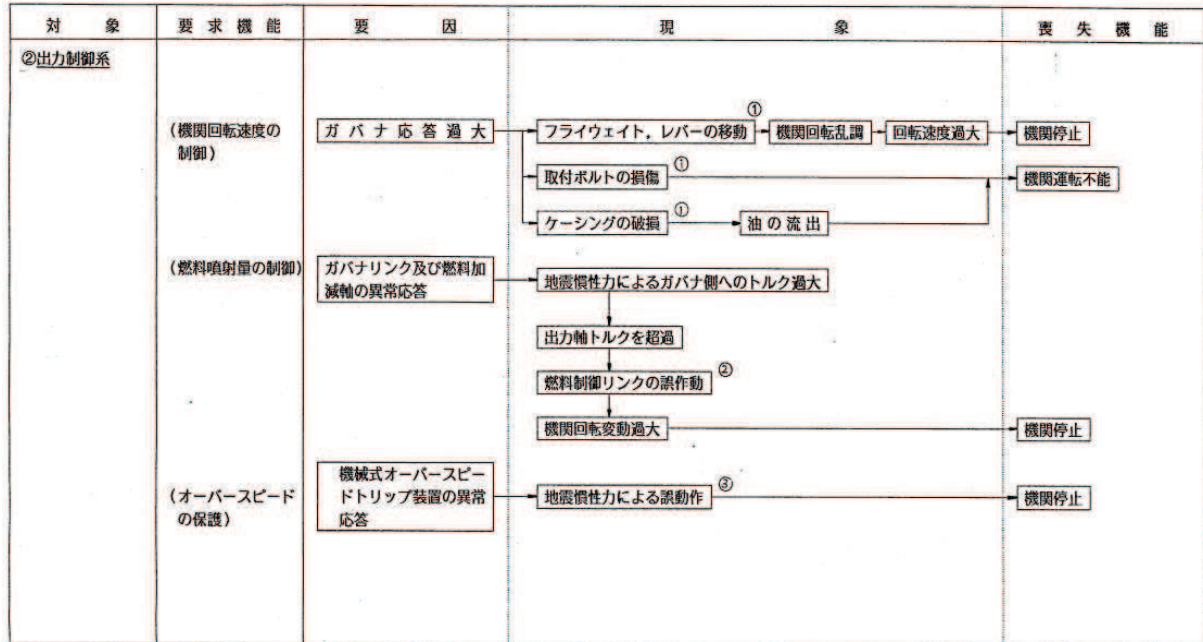 対象 要求機能 要因 現象 喪失機能
②出力制御系
(機関回転速度の
制御)
ガバナ応答過大
フライウェイト，レバーの移動 ① 機関回転乱調 回転速度過大 機関停止
取付ボルトの損傷 ① 機関運転不能
ケーシングの破損 ① 油の流出
(燃料噴射量の制御)
ガバナリンク及び燃料加
減軸の異常応答
地震慣性力によるガバナ側へのトルク過大
出力軸トルクを超過
燃料制御リンクの誤作動 ②
機関回転変動過大 機関停止
(オーバースピード
の保護)
機械式オーバースピー
ドトリップ装置の異常
応答
地震慣性力による誤動作 ③ 機関停止